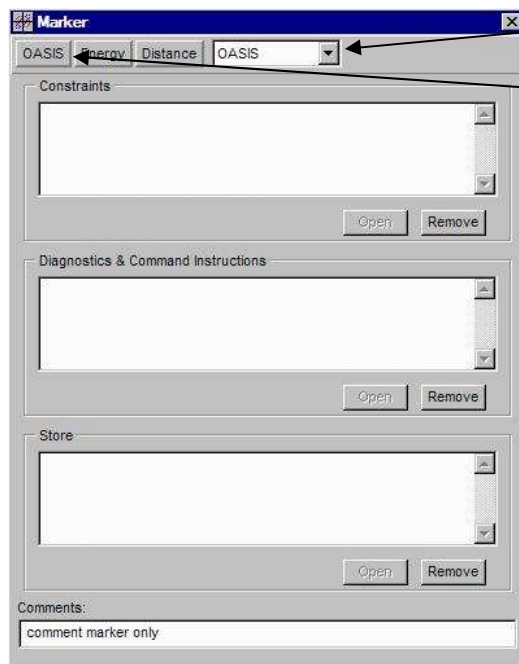 Marker
OASIS Energy Distance OASIS
Constraints
Open Remove
Diagnostics & Command Instructions
Open Remove
Store
Open Remove
Comments:
comment marker only